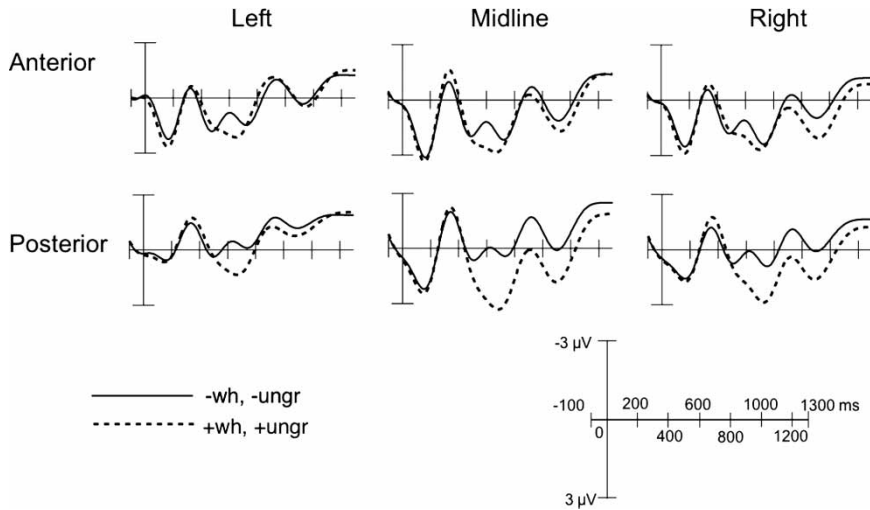 Left Midline Right
Anterior
Posterior
-3 µV
-wh, -ungr
+wh, +ungr
-100 200 600 1000 1300 ms
0 400 800 1200
3 µV